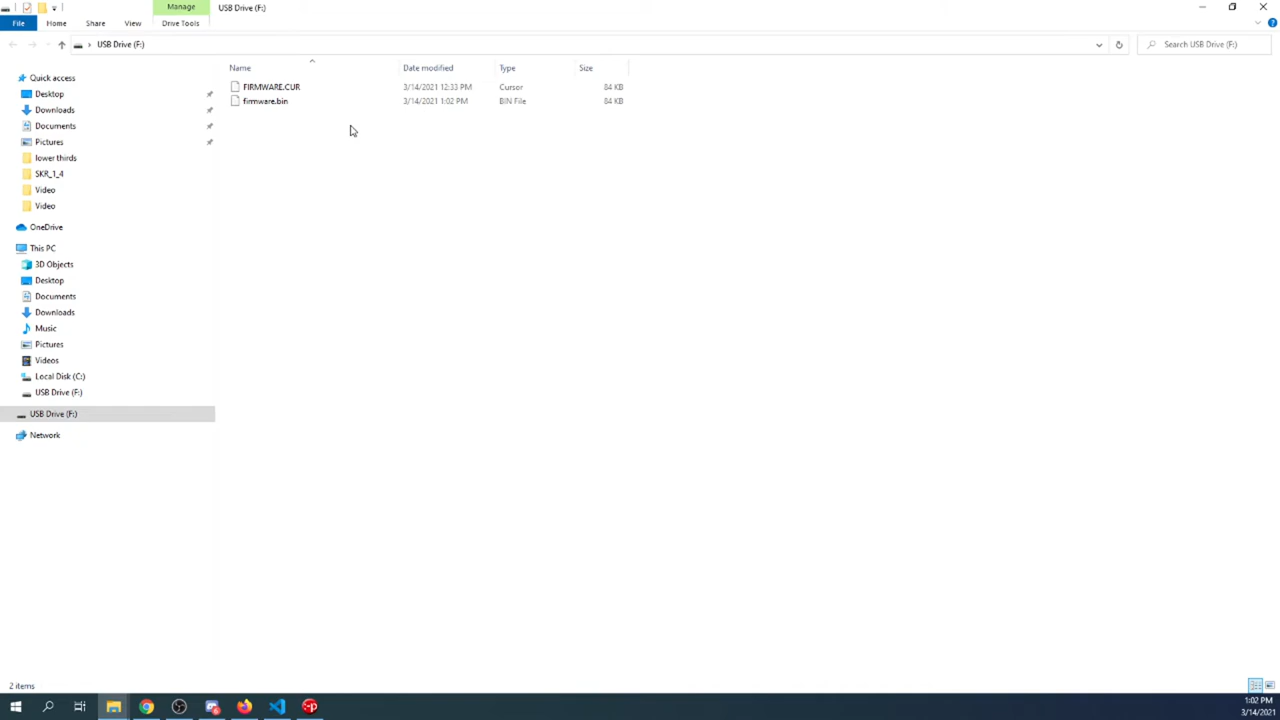 Manage
USB Drive (F:)
File
Home
Share
View
Drive Tools
USB Drive (F:)
Search USB Drive (F:)
Name
Date modified
Type
Size
FIRMWARE.CUR
3/14/2021 12:33 PM
Cursor
84 KB
firmware.bin
3/14/2021 1:02 PM
BIN File
84 KB
Quick access
Desktop
Downloads
Documents
Pictures
lower thirds
SKR_1_4
Video
Video
OneDrive
This PC
3D Objects
Desktop
Documents
Downloads
Music
Pictures
Videos
Local Disk (C:)
USB Drive (F:)
USB Drive (F:)
Network
2 items
1:02 PM
3/14/2021